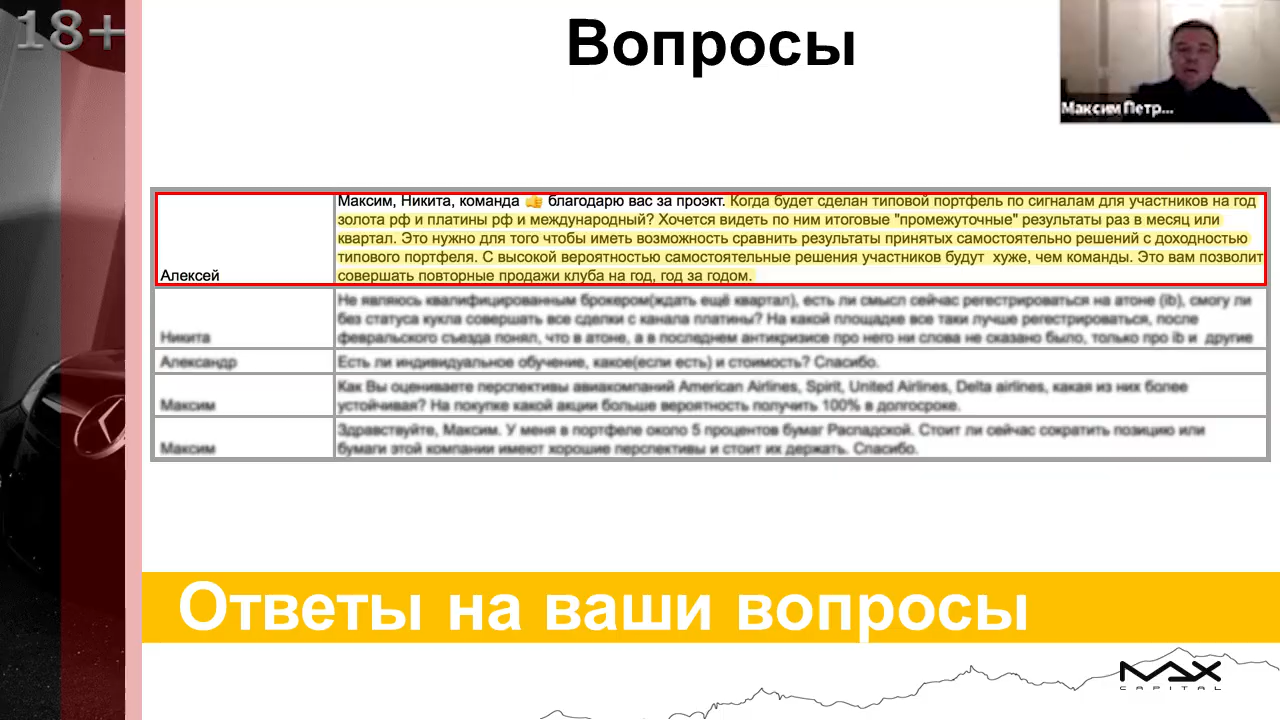 18+
Вопросы
Максим Петр...
Максим, Никита, команда 👍 благодарю вас за проэкт. Когда будет сделан типовой портфель по сигналам для участников на год
золота рф и платины рф и международный? Хочется видеть по ним итоговые "промежуточные" результаты раз в месяц или
квартал. Это нужно для того чтобы иметь возможность сравнить результаты принятых самостоятельно решений с доходностью
типового портфеля. С высокой вероятностью самостоятельные решения участников будут хуже, чем команды. Это вам позволит
Алексей
совершать повторные продажи клуба на год, год за годом.
Не являюсь квалифицированным брокером(ждать ещё квартал), есть ли смысл сейчас регестрироваться на атоне (ib), смогу ли
без статуса кукла совершать все сделки с канала платины? На какой площадке все таки лучше регестрироваться, после
Никита
февральского съезда понял, что в атоне, а в последнем антикризисе про него ни слова не сказано было, только про ib и другие
Александр
Есть ли индивидуальное обучение, какое(если есть) и стоимость? Спасибо.
Как Вы оцениваете перспективы авиакомпаний American Airlines, Spirit, United Airlines, Delta airlines, какая из них более
Максим
устойчивая? На покупке какой акции больше вероятность получить 100% в долгосроке.
Здравствуйте, Максим. У меня в портфеле около 5 процентов бумаг Распадской. Стоит ли сейчас сократить позицию или
Максим
бумаги этой компании имеют хорошие перспективы и стоит их держать. Спасибо.
Ответы на ваши вопросы
MAX
CAPITAL